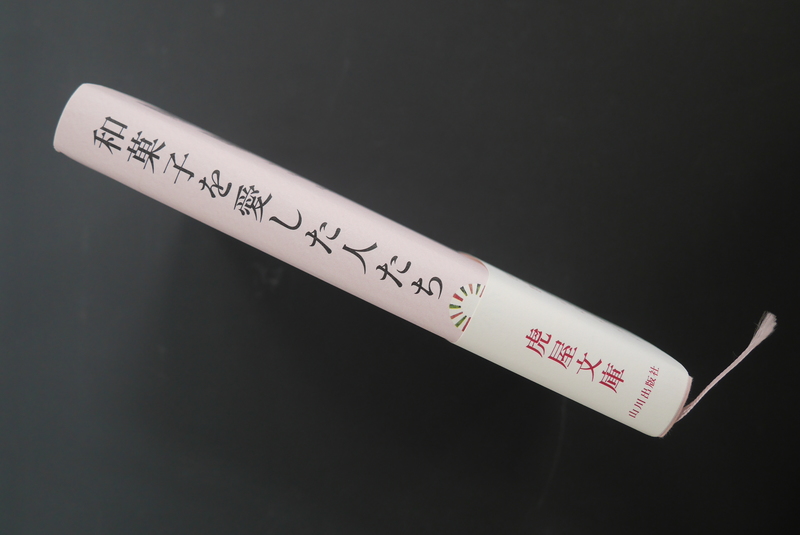 和菓子を愛した人たち
虎屋文庫
山川出版社